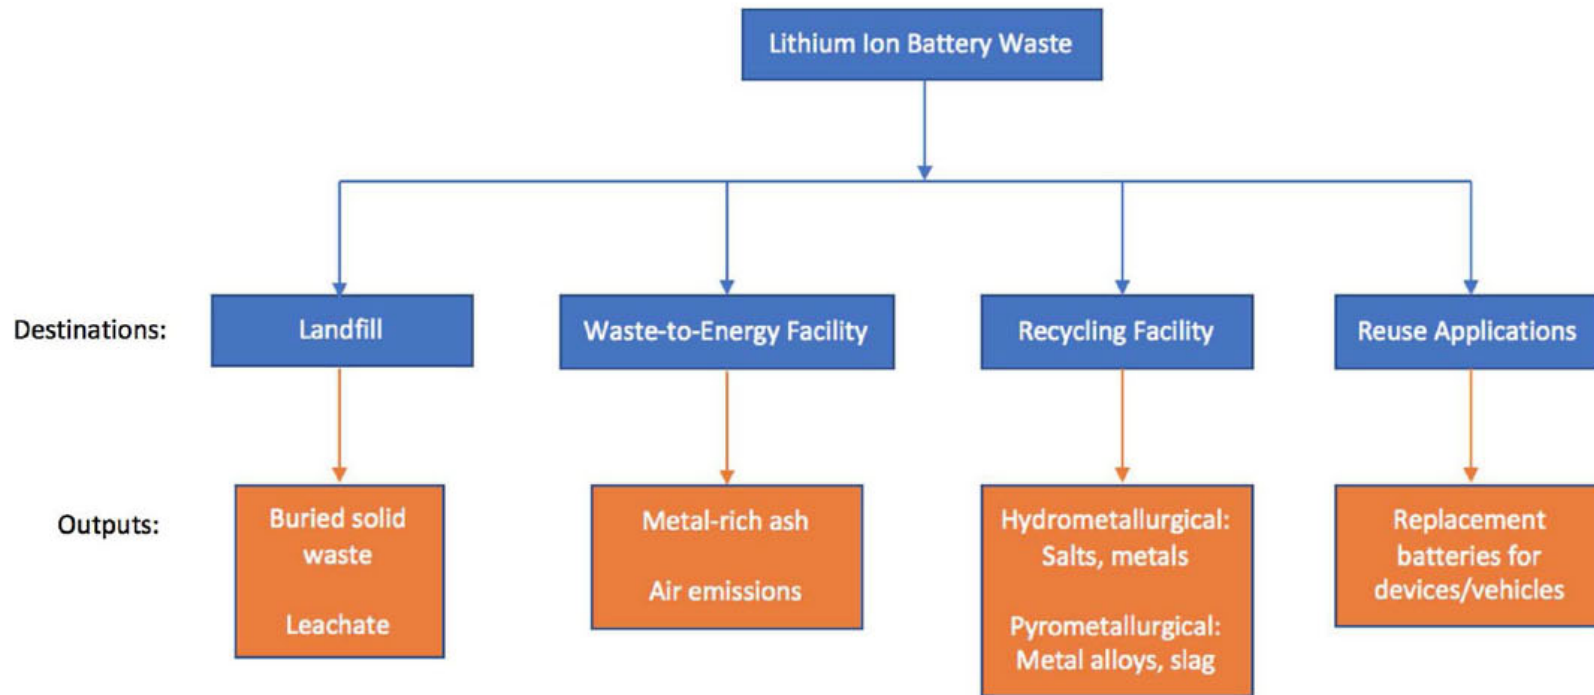 Lithium Ion Battery Waste
Destinations:
Landfill
Waste-to-Energy Facility
Recycling Facility
Reuse Applications
Outputs:
Buried solid
waste
Leachate
Metal-rich ash
Air emissions
Hydrometallurgical:
Salts, metals
Pyrometallurgical:
Metal alloys, slag
Replacement
batteries for
devices/vehicles